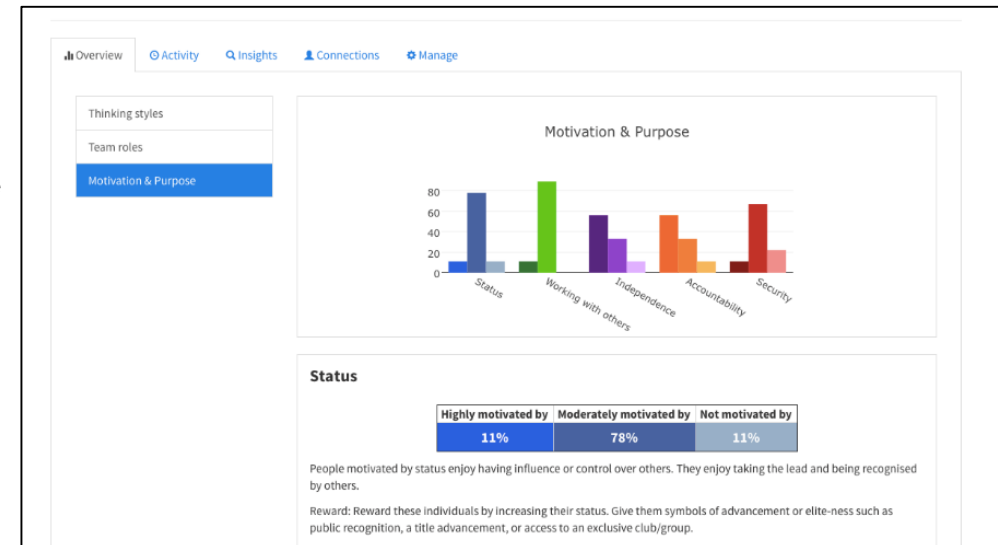 Overview Activity Insights Connections Manage
Thinking styles
Team roles
Motivation & Purpose
Motivation & Purpose
80
60
40
20
0
Status
Working with others
Independence
Accountability
Security
Status
Highly motivated by Moderately motivated by Not motivated by
11% 78% 11%
People motivated by status enjoy having influence or control over others. They enjoy taking the lead and being recognised
by others.
Reward: Reward these individuals by increasing their status. Give them symbols of advancement or elite-ness such as
public recognition, a title advancement, or access to an exclusive club/group.